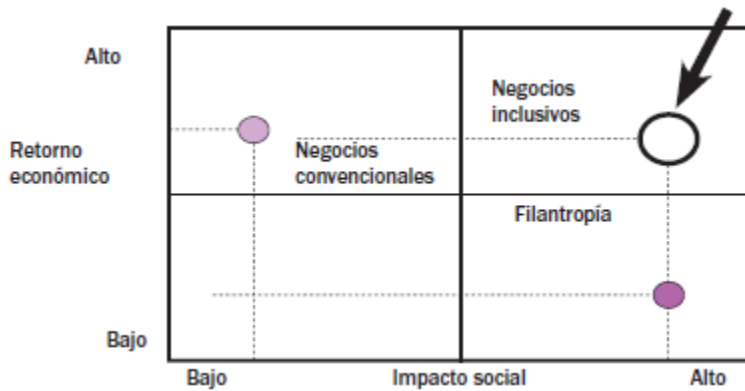 Alto
Negocios
inclusivos
Retorno
económico
Negocios
convencionales
Filantropía
Bajo
Bajo
Impacto social
Alto